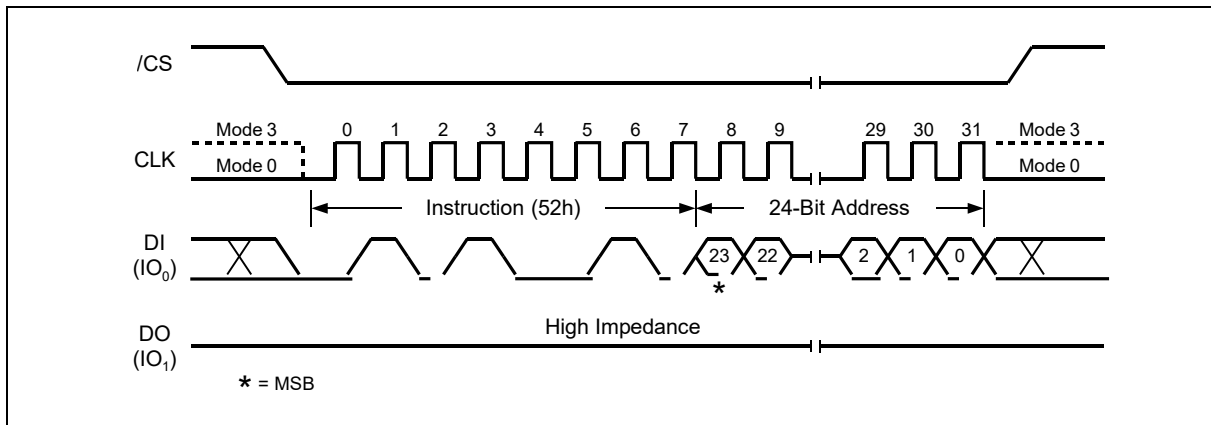 /CS
Mode 3 0 1 2 3 4 5 6 7 8 9 29 30 31 Mode 3
CLK Mode 0 Mode 0
Instruction (52h) 24-Bit Address
DI
(IO₀) 23 22 2 1 0
*
High Impedance
DO
(IO₁)
* = MSB